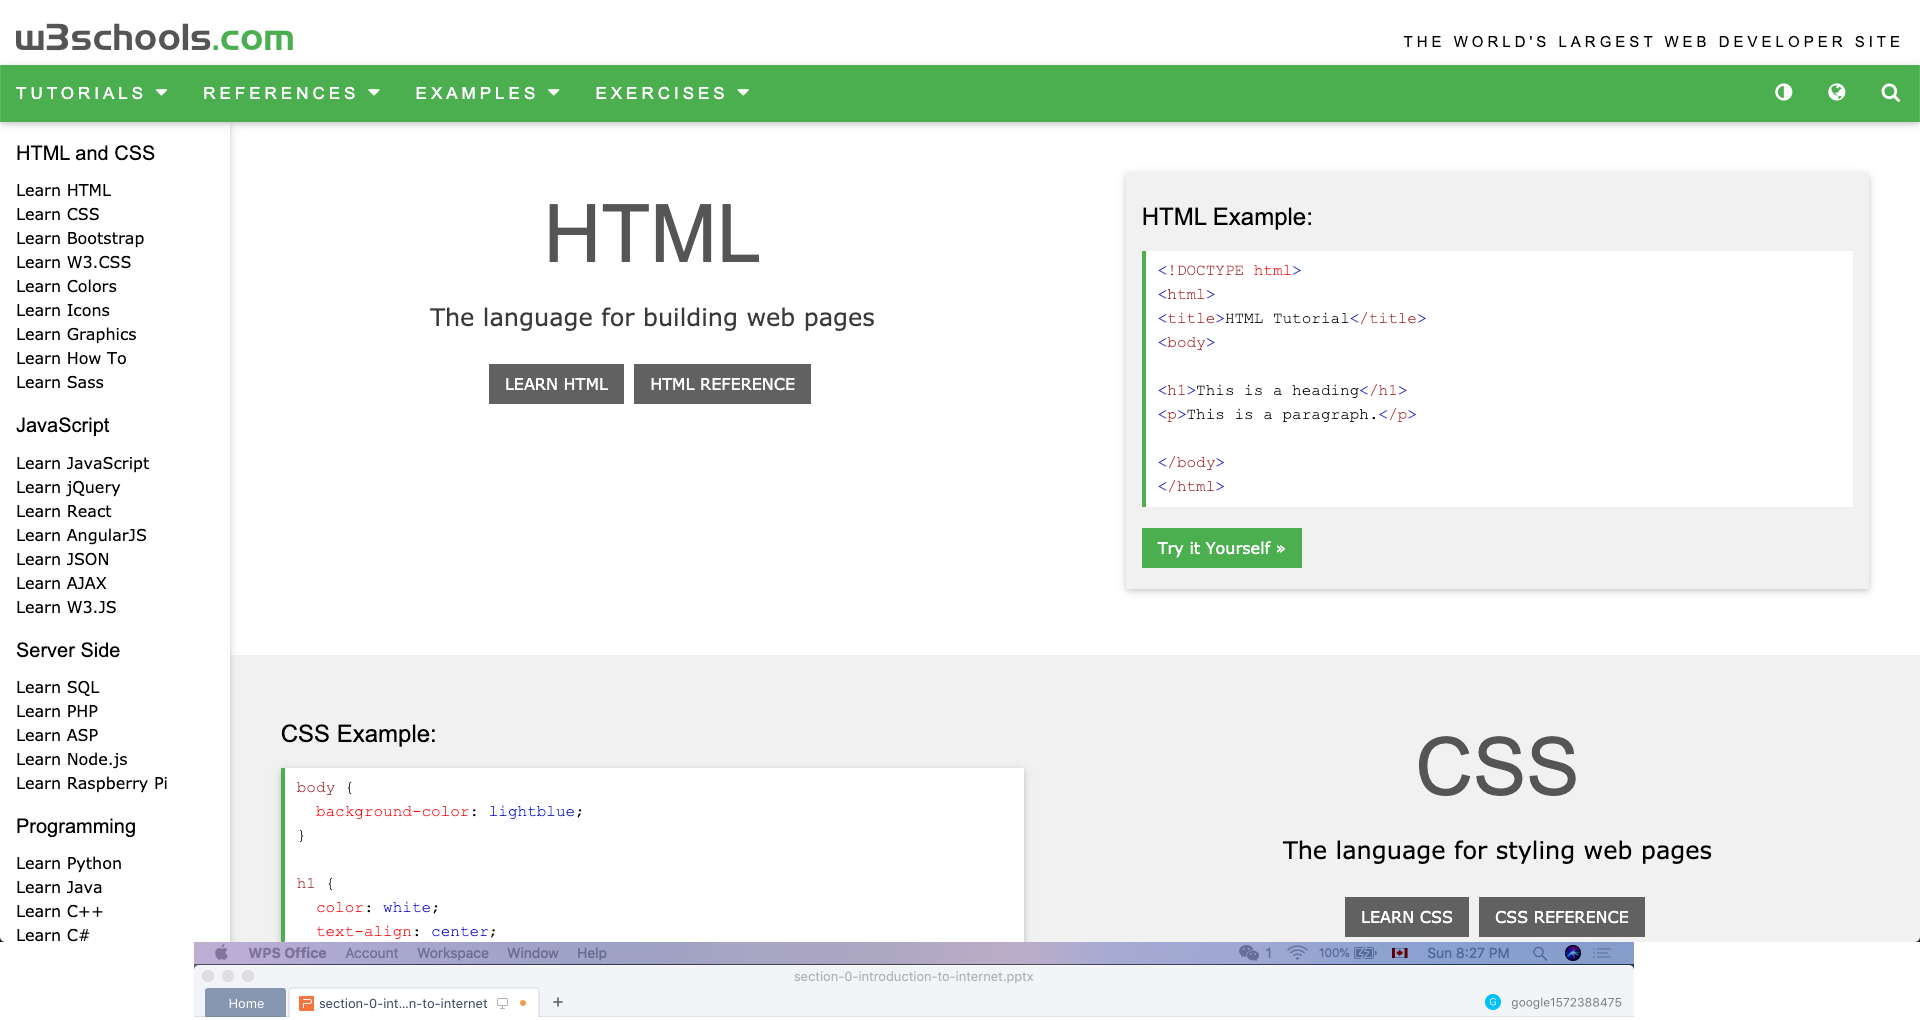 w3schools.com
THE WORLD'S LARGEST WEB DEVELOPER SITE
TUTORIALS REFERENCES EXAMPLES EXERCISES
HTML and CSS
Learn HTML
Learn CSS
Learn Bootstrap
Learn W3.CSS
Learn Colors
Learn Icons
Learn Graphics
Learn How To
Learn Sass
JavaScript
Learn JavaScript
Learn jQuery
Learn React
Learn AngularJS
Learn JSON
Learn AJAX
Learn W3.JS
Server Side
Learn SQL
Learn PHP
Learn ASP
Learn Node.js
Learn Raspberry Pi
Programming
Learn Python
Learn Java
Learn C++
Learn C#
HTML
The language for building web pages
LEARN HTML HTML REFERENCE
HTML Example:
<!DOCTYPE html>
<html>
<title>HTML Tutorial</title>
<body>
<h1>This is a heading</h1>
<p>This is a paragraph.</p>
</body>
</html>
Try it Yourself »
CSS Example:
body {
background-color: lightblue;
}
h1 {
color: white;
text-align: center;
CSS
The language for styling web pages
LEARN CSS CSS REFERENCE
WPS Office Account Workspace Window Help
1 100% Sun 8:27 PM
section-0-introduction-to-internet.pptx
Home section-0-int...n-to-internet +
G google1572388475